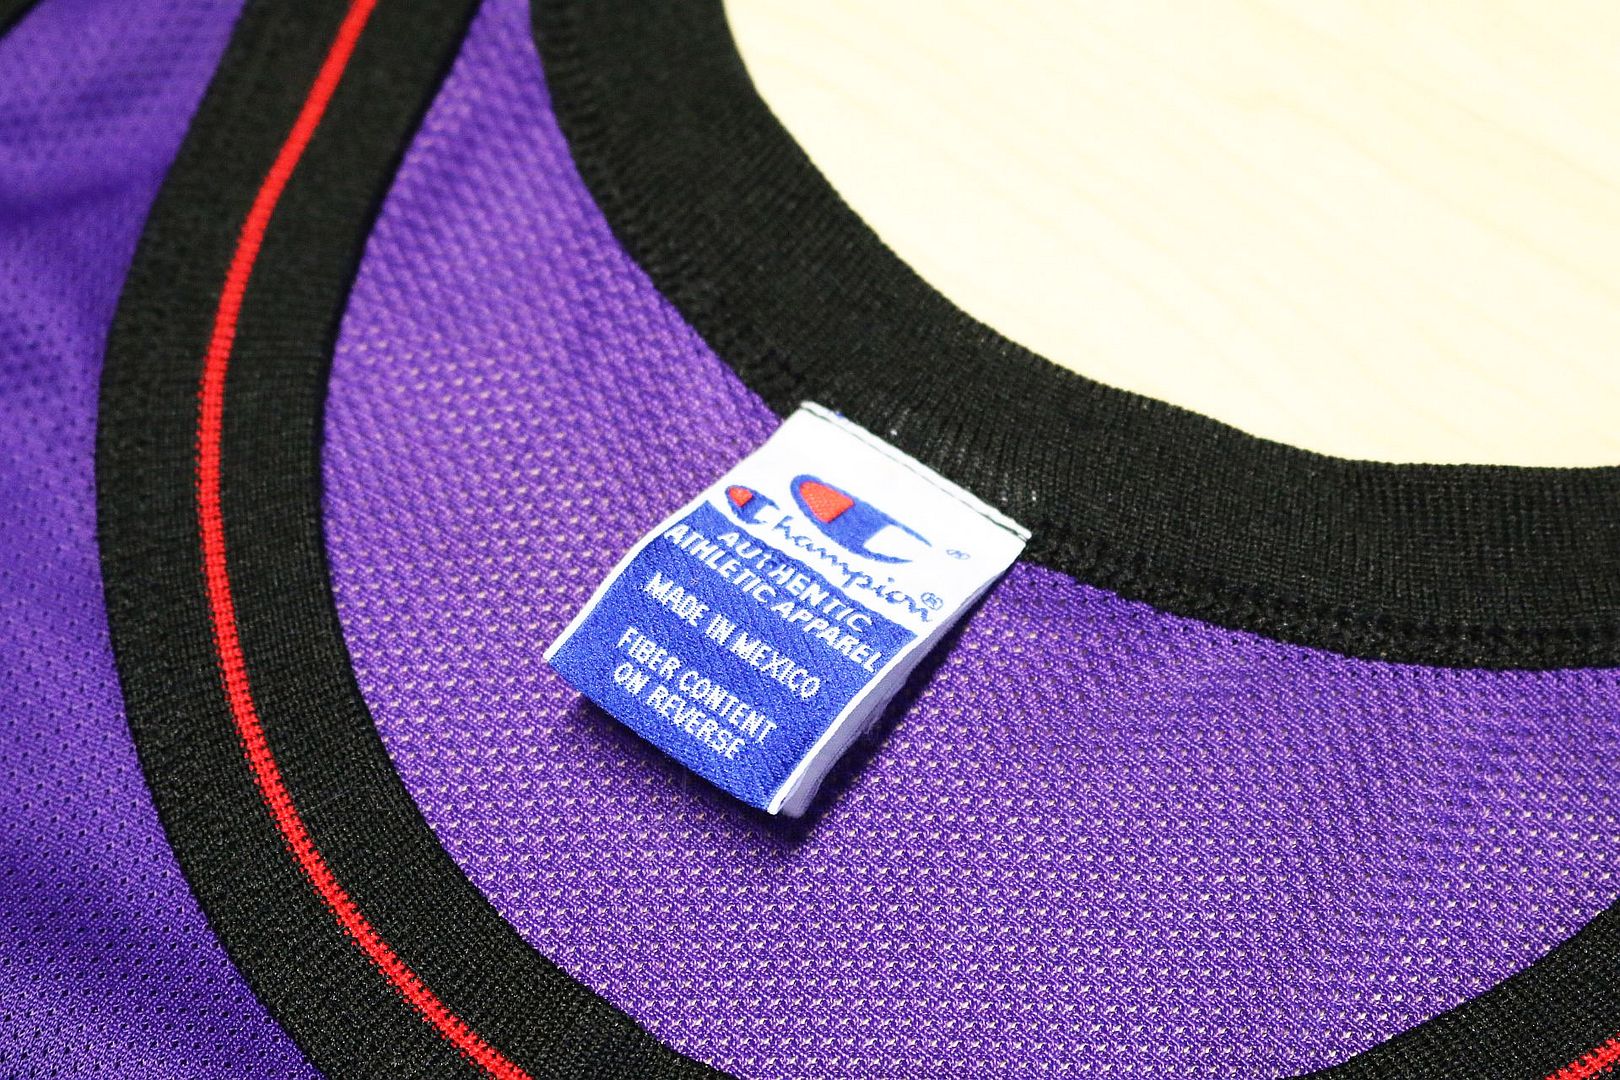 Champion®
AUTHENTIC
ATHLETIC APPAREL
MADE IN MEXICO
FIBER CONTENT
ON REVERSE